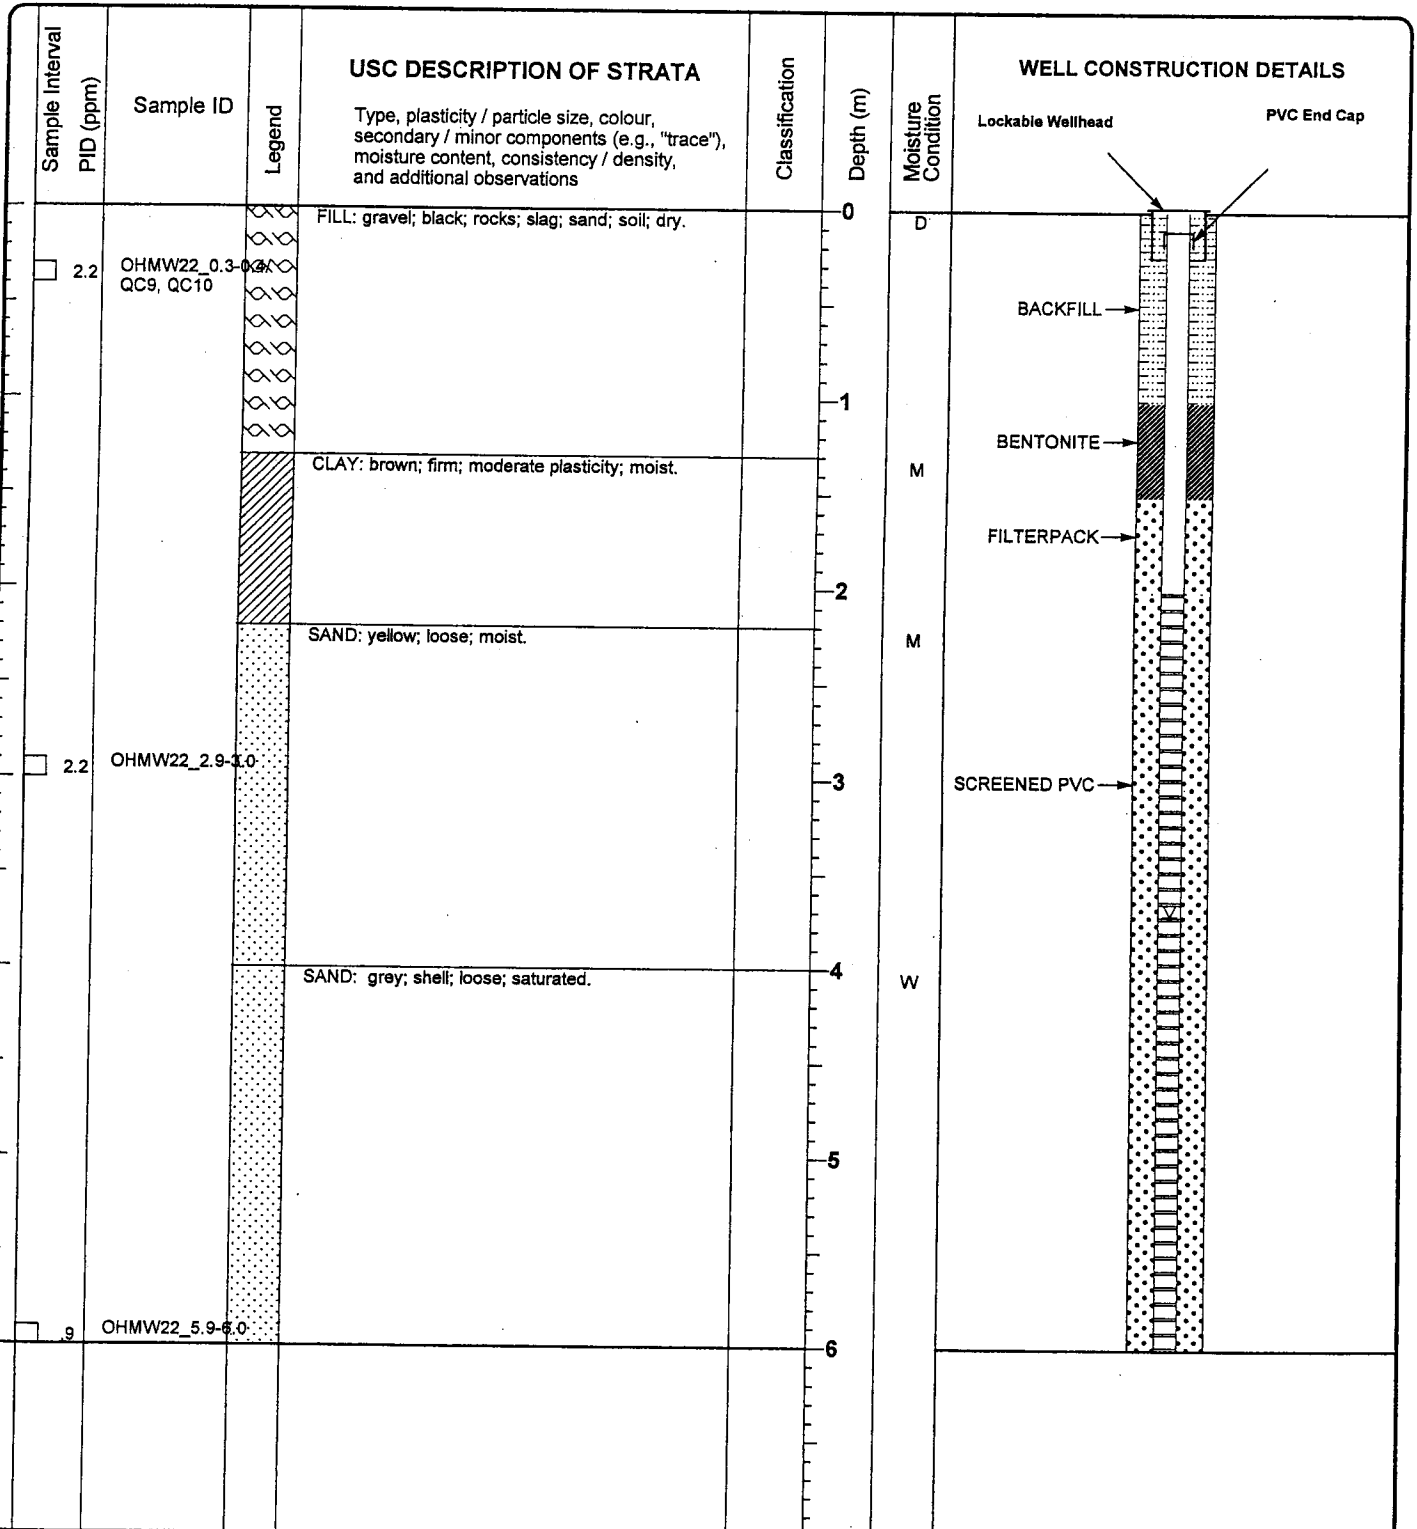 Sample Interval
PID (ppm)
Sample ID
Legend
USC DESCRIPTION OF STRATA
Type, plasticity / particle size, colour,
secondary / minor components (e.g., "trace"),
moisture content, consistency / density,
and additional observations
Classification
Depth (m)
Moisture
Condition
WELL CONSTRUCTION DETAILS
Lockable Wellhead
PVC End Cap
FILL: gravel; black; rocks; slag; sand; soil; dry.
0
D
2.2
OHMW22_0.3-0.4/
QC9, QC10
BACKFILL
1
BENTONITE
CLAY: brown; firm; moderate plasticity; moist.
M
FILTERPACK
2
SAND: yellow; loose; moist.
M
2.2
OHMW22_2.9-3.0
3
SCREENED PVC
SAND: grey; shell; loose; saturated.
4
W
5
.9
OHMW22_5.9-6.0
6